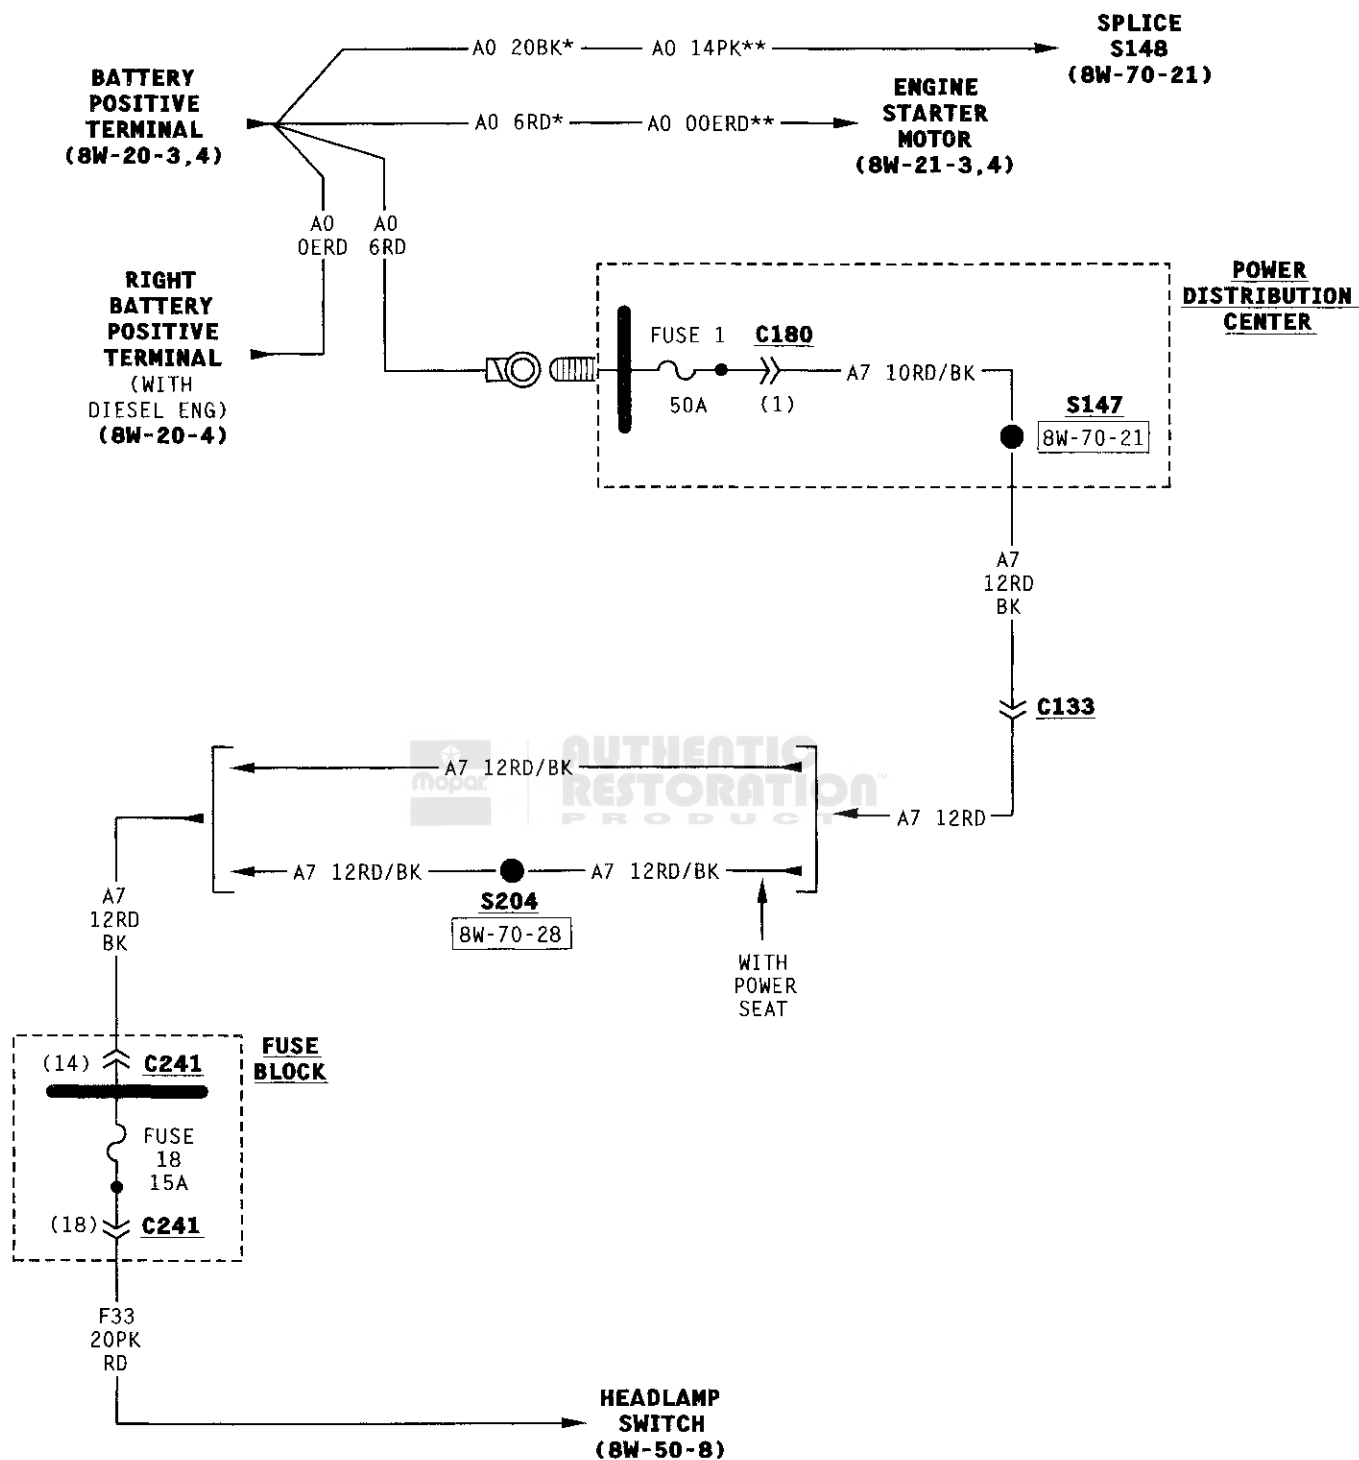 SPLICE
S148
(8W-70-21)
A0 20BK*
A0 14PK**
BATTERY
POSITIVE
TERMINAL
(8W-20-3,4)
ENGINE
STARTER
MOTOR
(8W-21-3,4)
A0 6RD*
A0 00ERD**
A0
0ERD
A0
6RD
RIGHT
BATTERY
POSITIVE
TERMINAL
(WITH
DIESEL ENG)
(8W-20-4)
POWER
DISTRIBUTION
CENTER
FUSE 1
50A
C180
(1)
A7 10RD/BK
S147
8W-70-21
A7
12RD
BK
C133
Mopar
AUTHENTIC
RESTORATION™
PRODUCT
A7 12RD/BK
A7 12RD
A7 12RD/BK
A7 12RD/BK
S204
8W-70-28
WITH
POWER
SEAT
A7
12RD
BK
FUSE
BLOCK
(14)
C241
FUSE
18
15A
(18)
C241
F33
20PK
RD
HEADLAMP
SWITCH
(8W-50-8)